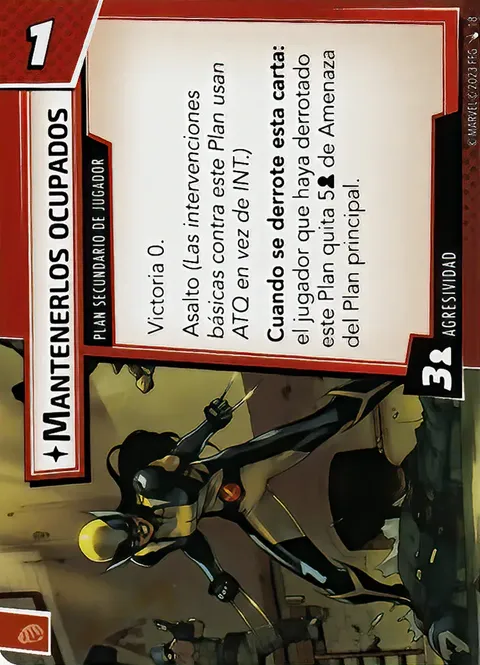 1
MANTENERLOS OCUPADOS
PLAN SECUNDARIO DE JUGADOR
Victoria 0.
Asalto (Las intervenciones
básicas contra este Plan usan
ATQ en vez de INT.)
Cuando se derrote esta carta:
el jugador que haya derrotado
este Plan quita 5 de Amenaza
del Plan principal.
3
AGRESIVIDAD
© MARVEL © 2023 FFG 18